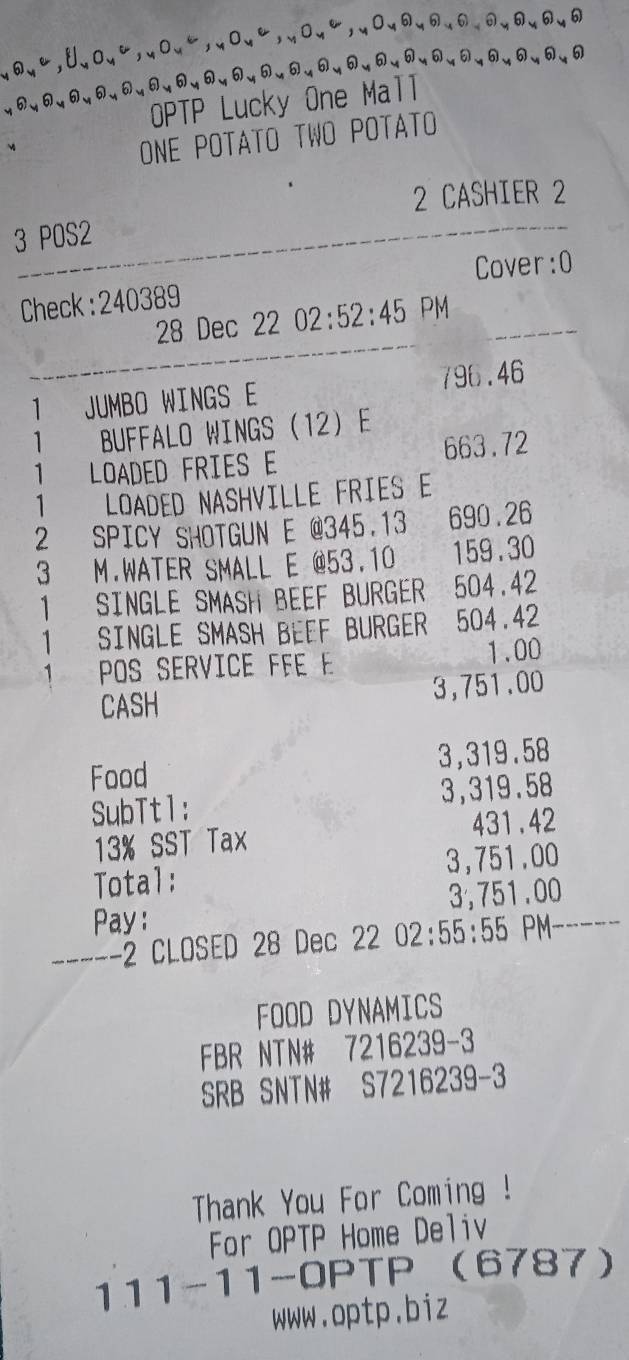 OPTP Lucky One Mall
ONE POTATO TWO POTATO
3 POS2 2 CASHIER 2
Check:240389 Cover:0
28 Dec 22 02:52:45 PM
1 JUMBO WINGS E 796.46
1 BUFFALO WINGS (12) E
1 LOADED FRIES E 663.72
1 LOADED NASHVILLE FRIES E
2 SPICY SHOTGUN E @345.13 690.26
3 M.WATER SMALL E @53.10 159.30
1 SINGLE SMASH BEEF BURGER 504.42
1 SINGLE SMASH BEEF BURGER 504.42
1 POS SERVICE FEE E 1.00
CASH 3,751.00
Food 3,319.58
SubTtl: 3,319.58
13% SST Tax 431.42
Total: 3,751.00
Pay: 3,751.00
-----2 CLOSED 28 Dec 22 02:55:55 PM-----
FOOD DYNAMICS
FBR NTN# 7216239-3
SRB SNTN# S7216239-3
Thank You For Coming !
For OPTP Home Deliv
111-11-OPTP (6787)
www.optp.biz